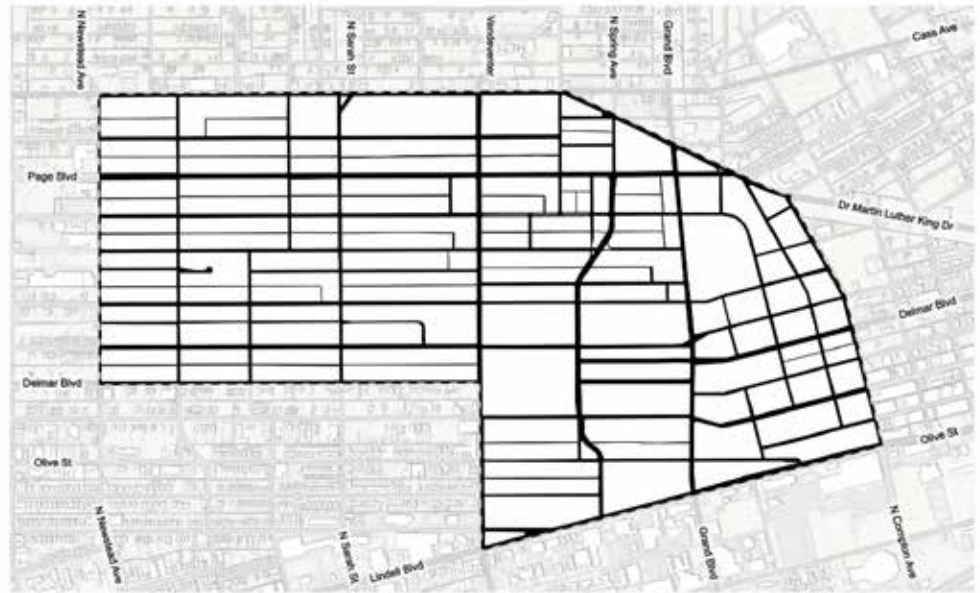 N Newstead Ave
N Sarah St
Vandeventer
N Spring Ave
Grand Blvd
Cass Ave
Page Blvd
Dr Martin Luther King Dr
Delmar Blvd
Delmar Blvd
Olive St
Olive St
N Newstead Ave
N Sarah St
Lindell Blvd
Grand Blvd
N Compton Ave